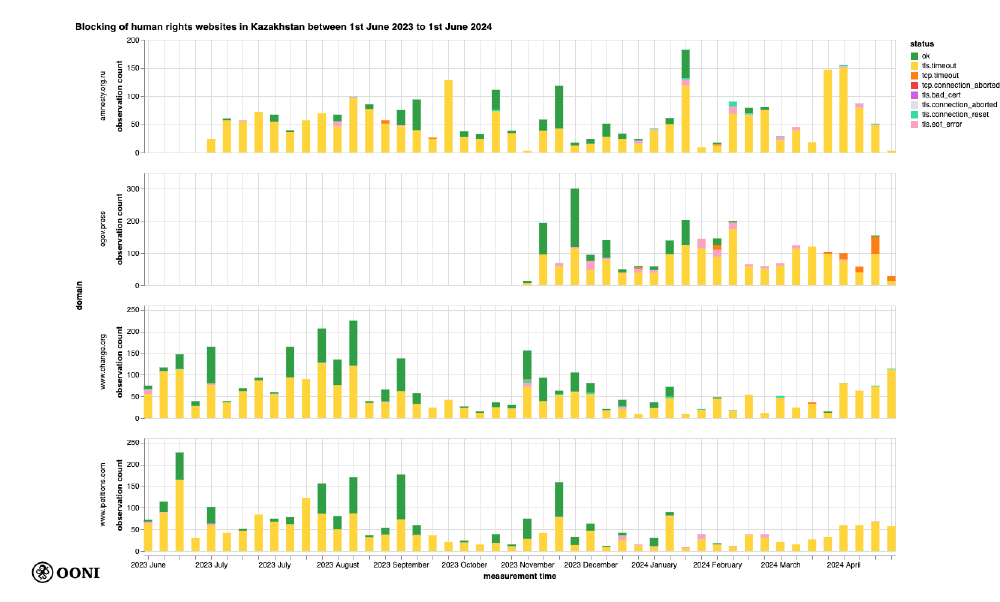 Blocking of human rights websites in Kazakhstan between 1st June 2023 to 1st June 2024
status
ok
tls.timeout
tcp.timeout
tcp.connection_aborted
tls.bad_cert
tls.connection_aborted
tls.connection_reset
tls.eof_error
domain
amnesty.org.ru
observation count
200
150
100
50
0
egov.press
observation count
300
200
100
0
www.change.org
observation count
250
200
150
100
50
0
www.ipetitions.com
observation count
250
200
150
100
50
0
2023 June
2023 July
2023 July
2023 August
2023 September
2023 October
2023 November
2023 December
2024 January
2024 February
2024 March
2024 April
measurement time
OONI